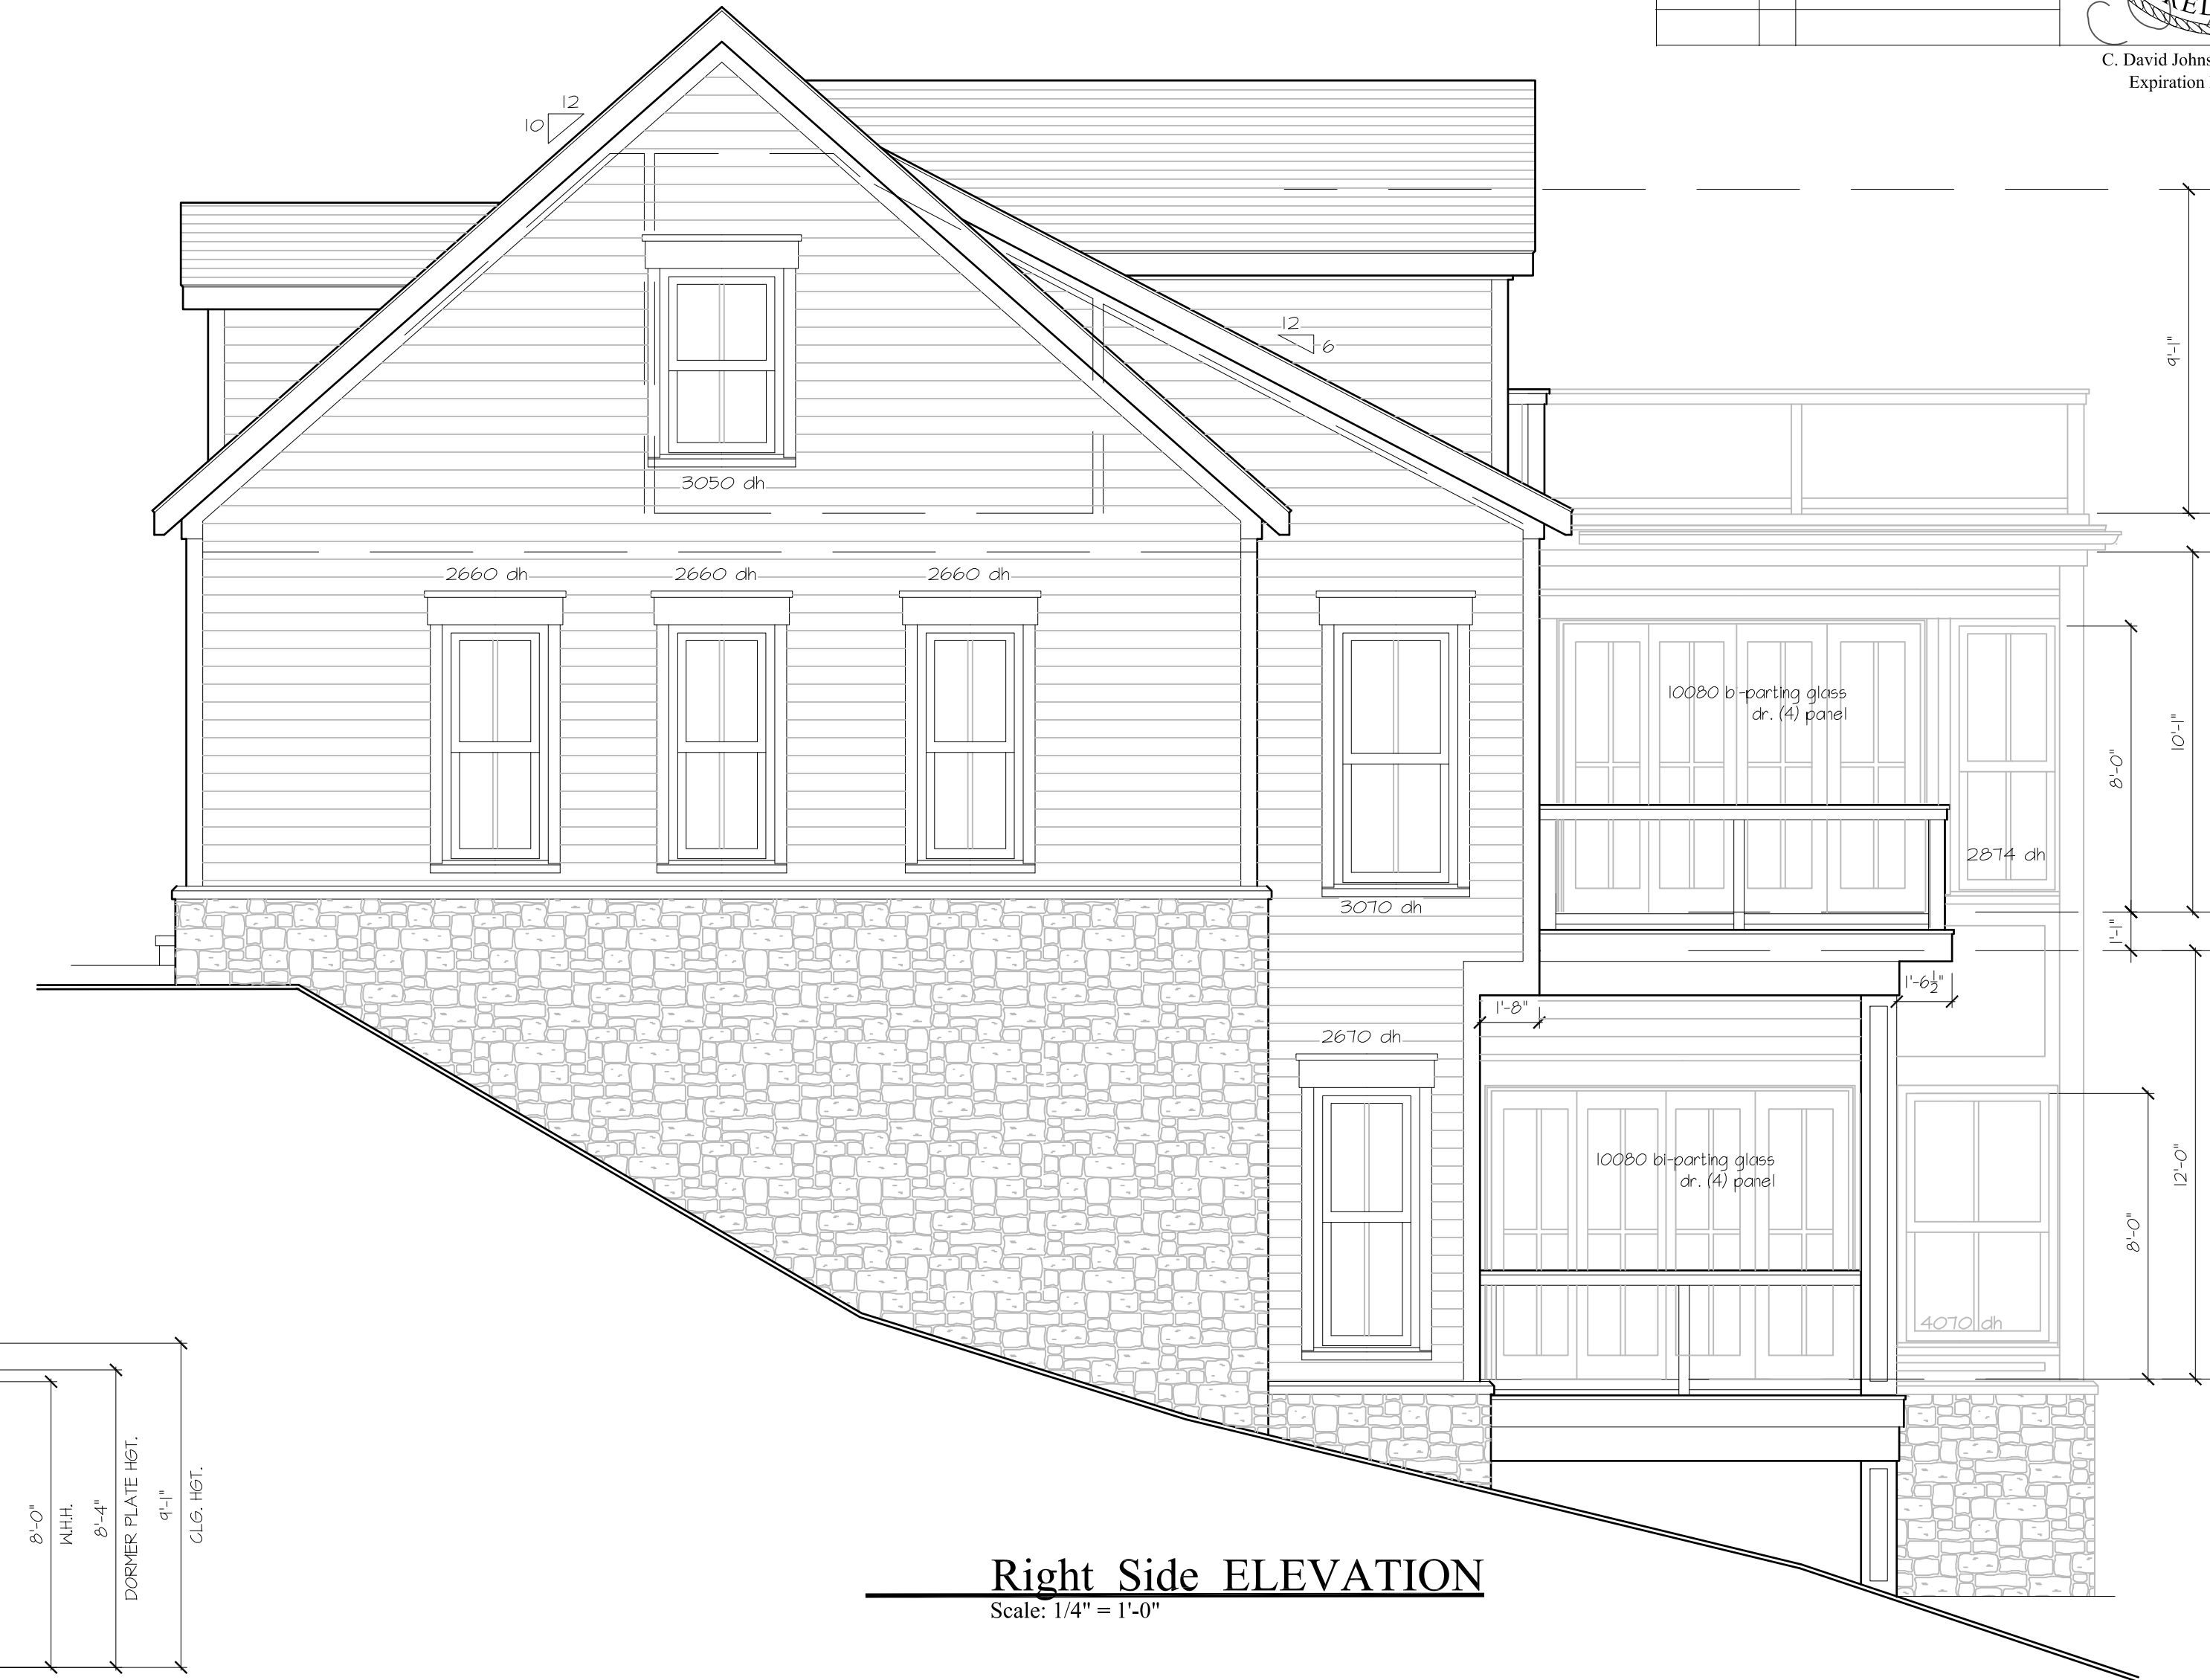 C. David Johns
Expiration
12
10
12
6
9'-1"
3050 dh
2660 dh
2660 dh
2660 dh
10080 bi-parting glass
dr. (4) panel
10'-1"
8'-0"
2874 dh
3070 dh
1'-1"
1'-6½"
1'-8"
2670 dh
10080 bi-parting glass
dr. (4) panel
12'-0"
8'-0"
4070 dh
8'-0"
W.H.H.
8'-4"
DORMER PLATE HGT.
9'-1"
CLG. HGT.
Right Side ELEVATION
Scale: 1/4" = 1'-0"